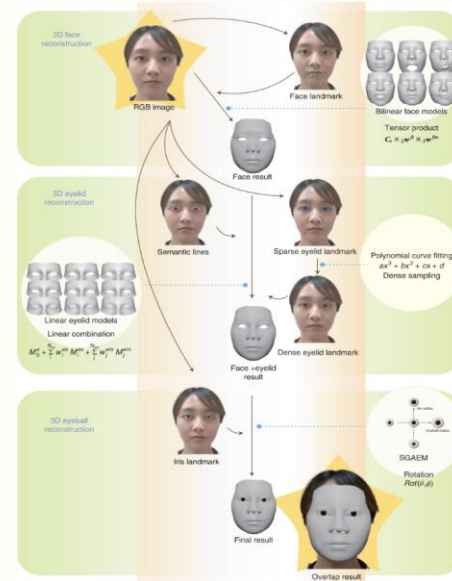 3D face
reconstruction
RGB image
Face landmark
Bilinear face models
Tensor product
Face result
3D eyelid
reconstruction
Semantic lines
Sparse eyelid landmark
Polynomial curve fitting
ax³ + bx² + cx + d
Dense sampling
Linear eyelid models
Linear combination
Dense eyelid landmark
Face +eyelid
result
3D eyeball
reconstruction
Iris landmark
SGAEM
Rotation
Rot(θ,ϕ)
Final result
Overlap result